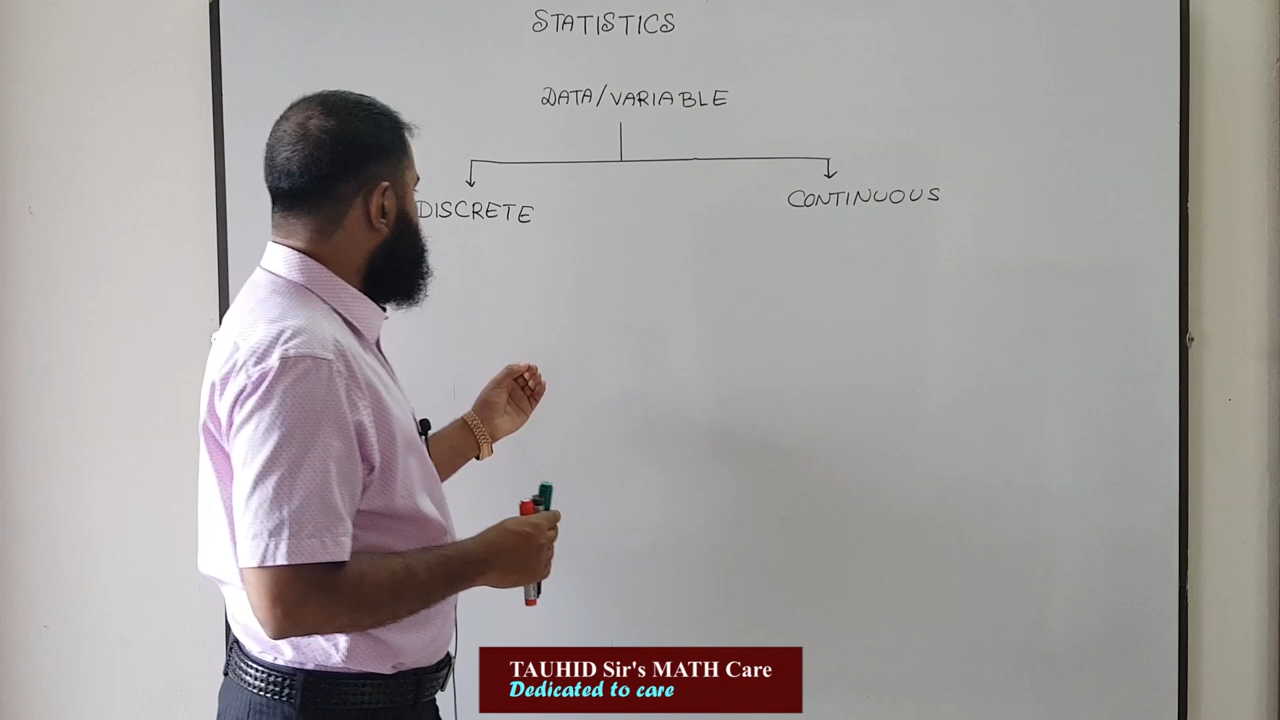 STATISTICS
DATA/VARIABLE
DISCRETE
CONTINUOUS
TAUHID Sir's MATH Care
Dedicated to care